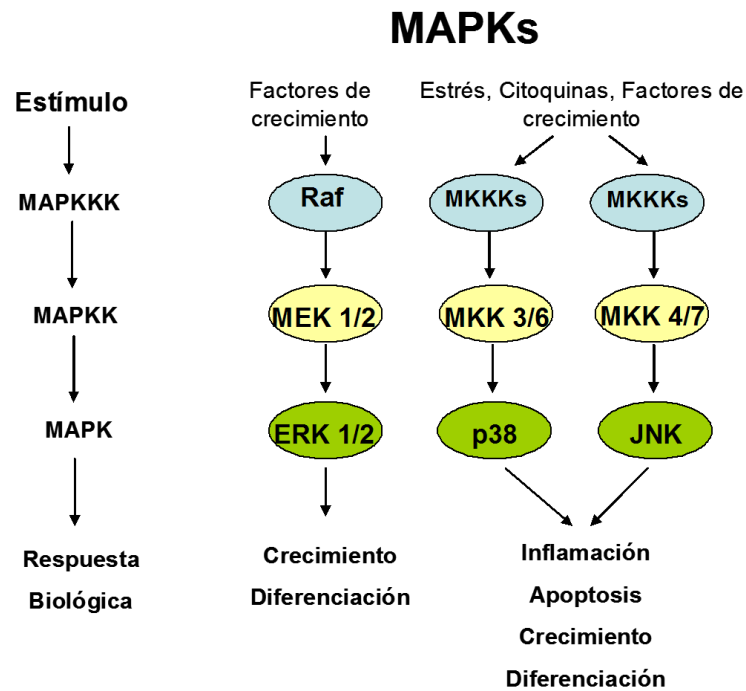 MAPKs
Estímulo
Factores de
crecimiento
Estrés, Citoquinas, Factores de
crecimiento
MAPKKK
Raf
MKKKs
MKKKs
MAPKK
MEK 1/2
MKK 3/6
MKK 4/7
MAPK
ERK 1/2
p38
JNK
Respuesta
Biológica
Crecimiento
Diferenciación
Inflamación
Apoptosis
Crecimiento
Diferenciación